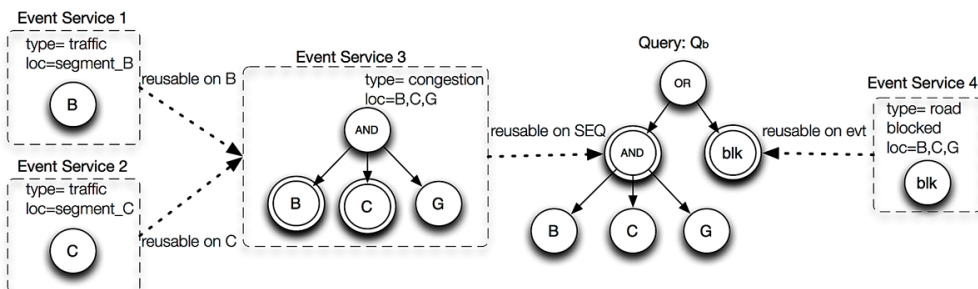 Event Service 1
type= traffic
loc=segment_B
B
reusable on B
Event Service 2
type= traffic
loc=segment_C
C
reusable on C
Event Service 3
type= congestion
loc=B,C,G
AND
B
C
G
reusable on SEQ
Query: Qb
OR
AND
blk
B
C
G
reusable on evt
Event Service 4
type= road
blocked
loc=B,C,G
blk